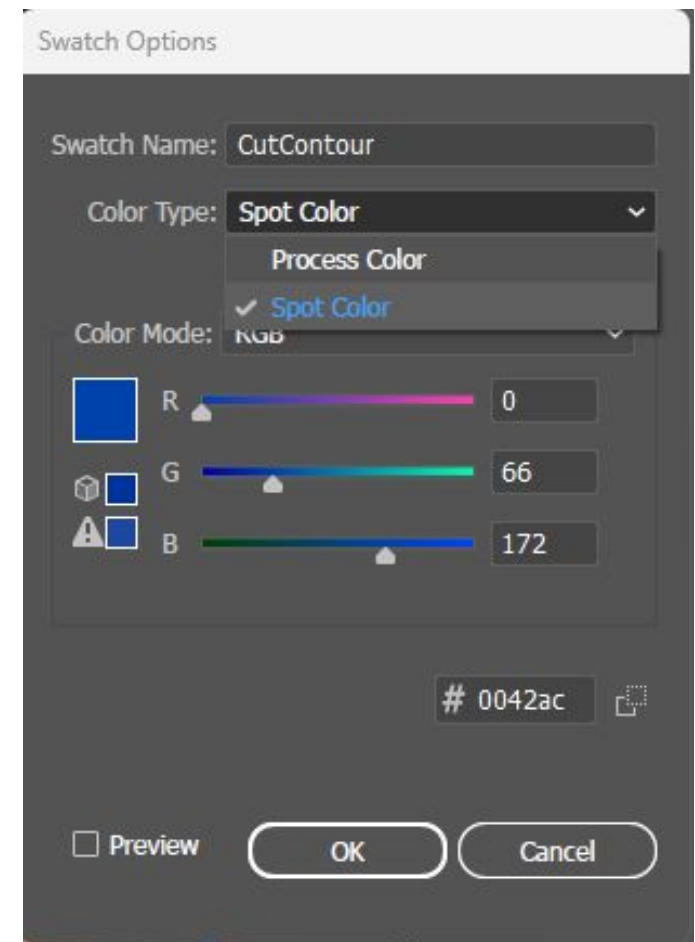 Swatch Options
Swatch Name: CutContour
Color Type: Spot Color
Process Color
Spot Color
Color Mode: RGB
R 0
G 66
B 172
# 0042ac
Preview OK Cancel